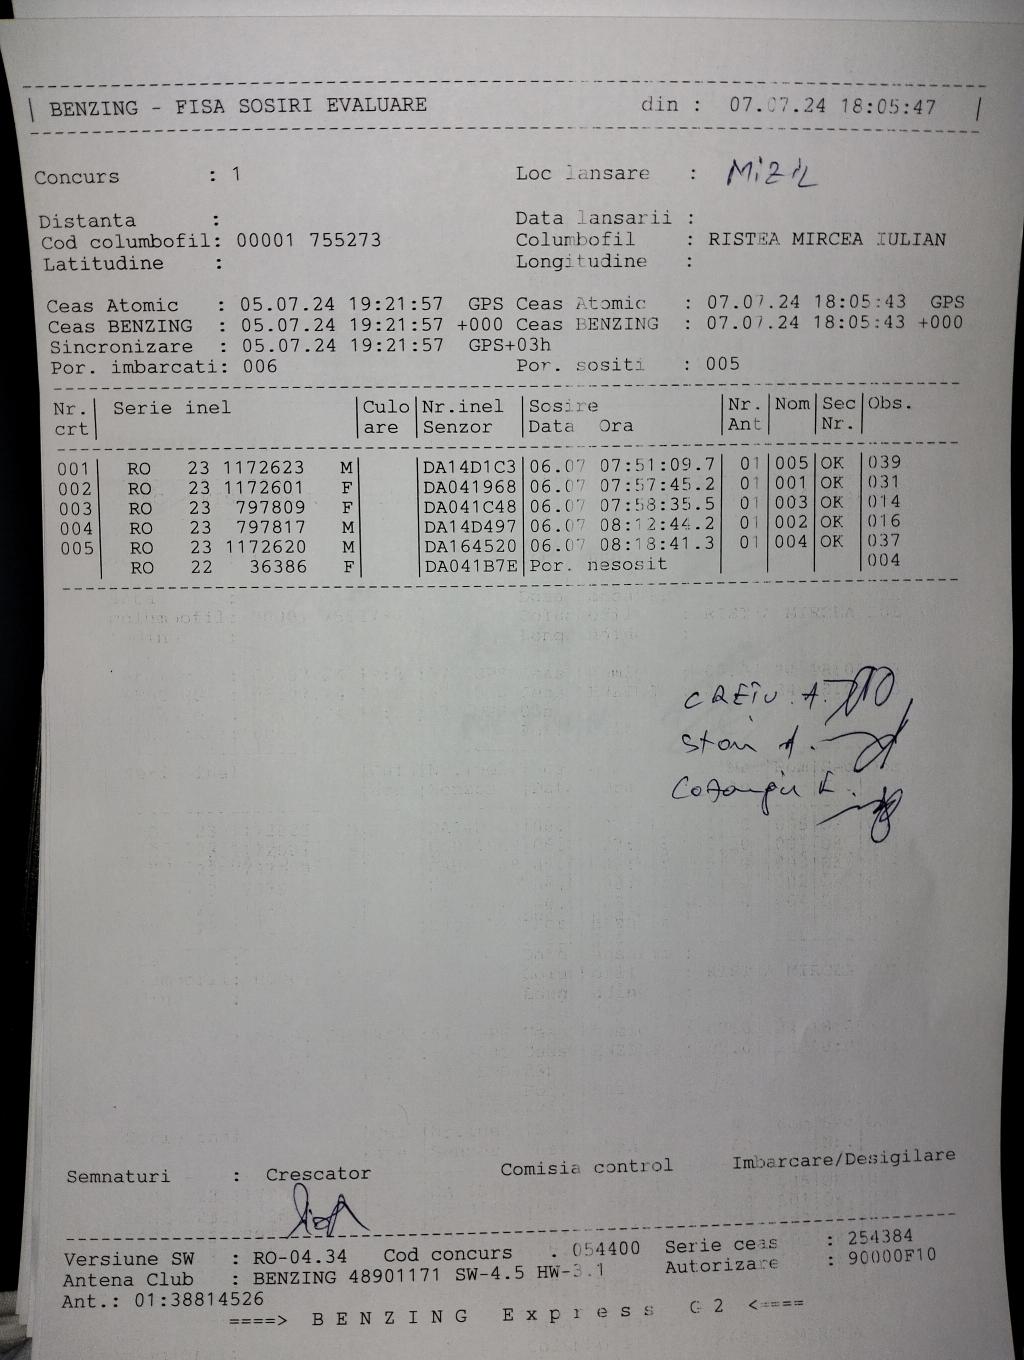 BENZING - FISA SOSIRI EVALUARE din : 07.07.24 18:05:47
Concurs : 1 Loc lansare : MiZiL
Distanta : Data lansarii :
Cod columbofil: 00001 755273 Columbofil : RISTEA MIRCEA IULIAN
Latitudine : Longitudine :
Ceas Atomic : 05.07.24 19:21:57 GPS Ceas Atomic : 07.07.24 18:05:43 GPS
Ceas BENZING : 05.07.24 19:21:57 +000 Ceas BENZING : 07.07.24 18:05:43 +000
Sincronizare : 05.07.24 19:21:57 GPS+03h
Por. imbarcati: 006 Por. sositi : 005
Nr. Serie inel Culo Nr.inel Sosire Nr. Nom Sec Obs.
crt are Senzor Data Ora Ant Nr.
001 RO 23 1172623 M DA14D1C3 06.07 07:51:09.7 01 005 OK 039
002 RO 23 1172601 F DA041968 06.07 07:57:45.2 01 001 OK 031
003 RO 23 797809 F DA041C48 06.07 07:58:35.5 01 003 OK 014
004 RO 23 797817 M DA14D497 06.07 08:12:44.2 01 002 OK 016
005 RO 23 1172620 M DA164520 06.07 08:18:41.3 01 004 OK 037
RO 22 36386 F DA041B7E Por. nesosit 004
CREȚU A.
Stan A.
Semnaturi : Crescator Comisia control Imbarcare/Desigilare
Versiune SW : RO-04.34 Cod concurs : 054400 Serie ceas : 254384
Antena Club : BENZING 48901171 SW-4.5 HW-3.1 Autorizare : 90000F10
Ant.: 01:38814526
====> B E N Z I N G E x p r e s s G 2 <====